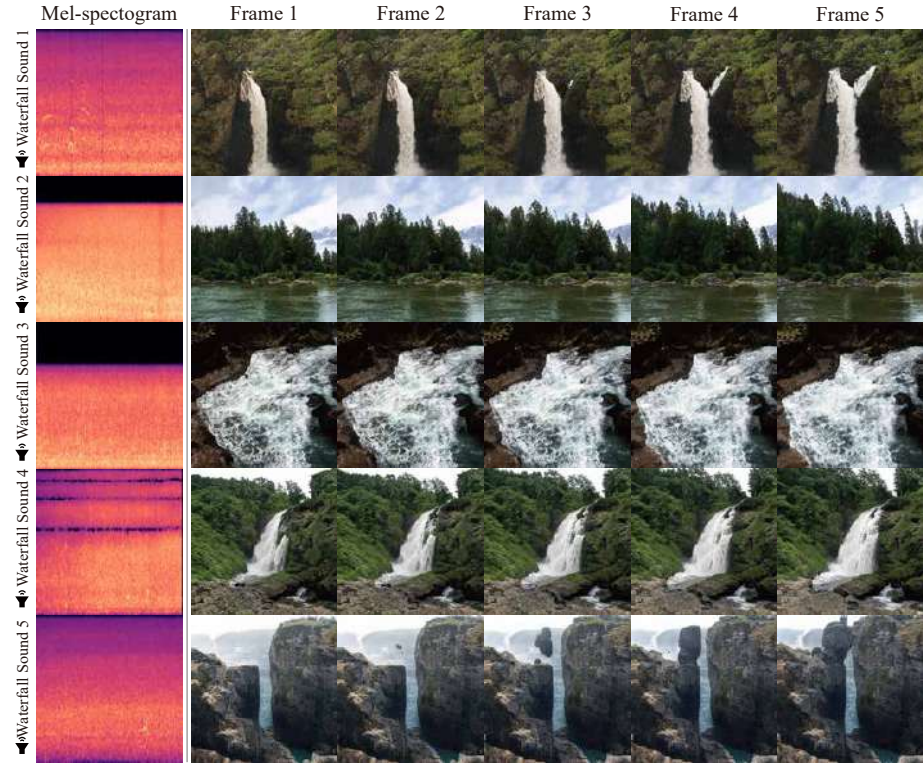 Mel-spectogram Frame 1 Frame 2 Frame 3 Frame 4 Frame 5
Waterfall Sound 1
Waterfall Sound 2
Waterfall Sound 3
Waterfall Sound 4
Waterfall Sound 5